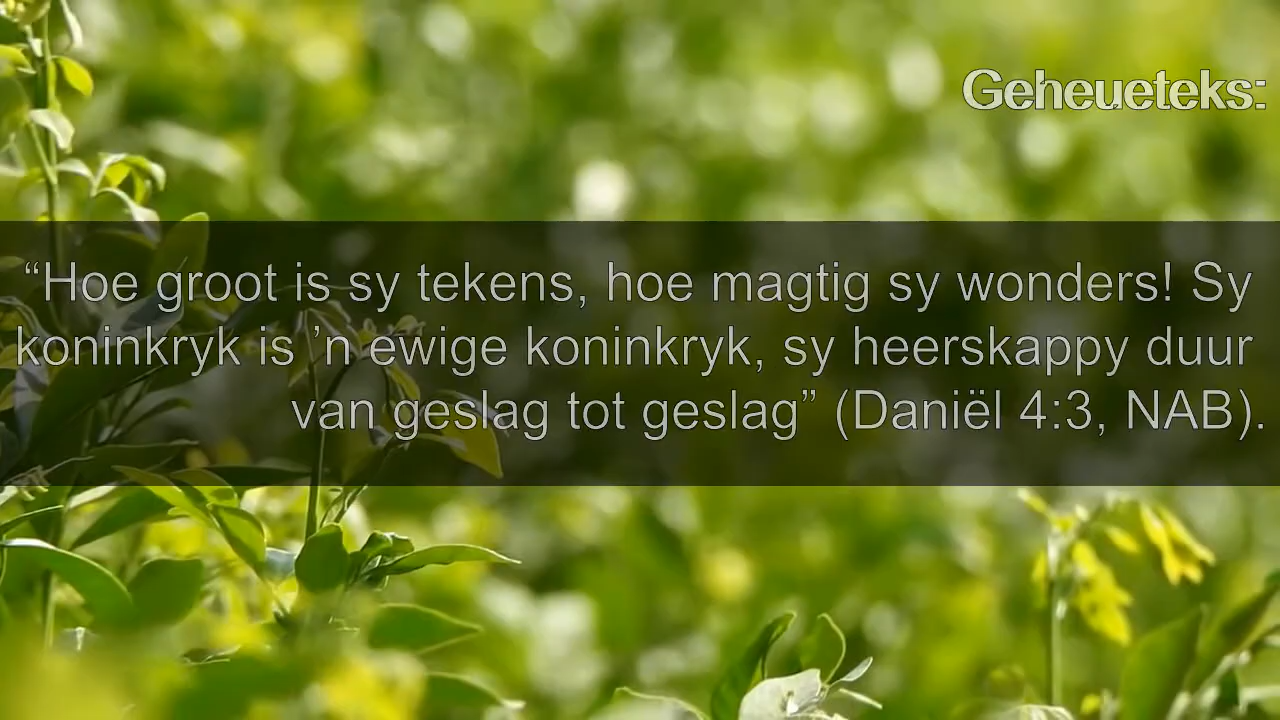 Geheueteks:
“Hoe groot is sy tekens, hoe magtig sy wonders! Sy
koninkryk is ’n ewige koninkryk, sy heerskappy duur
van geslag tot geslag” (Daniël 4:3, NAB).